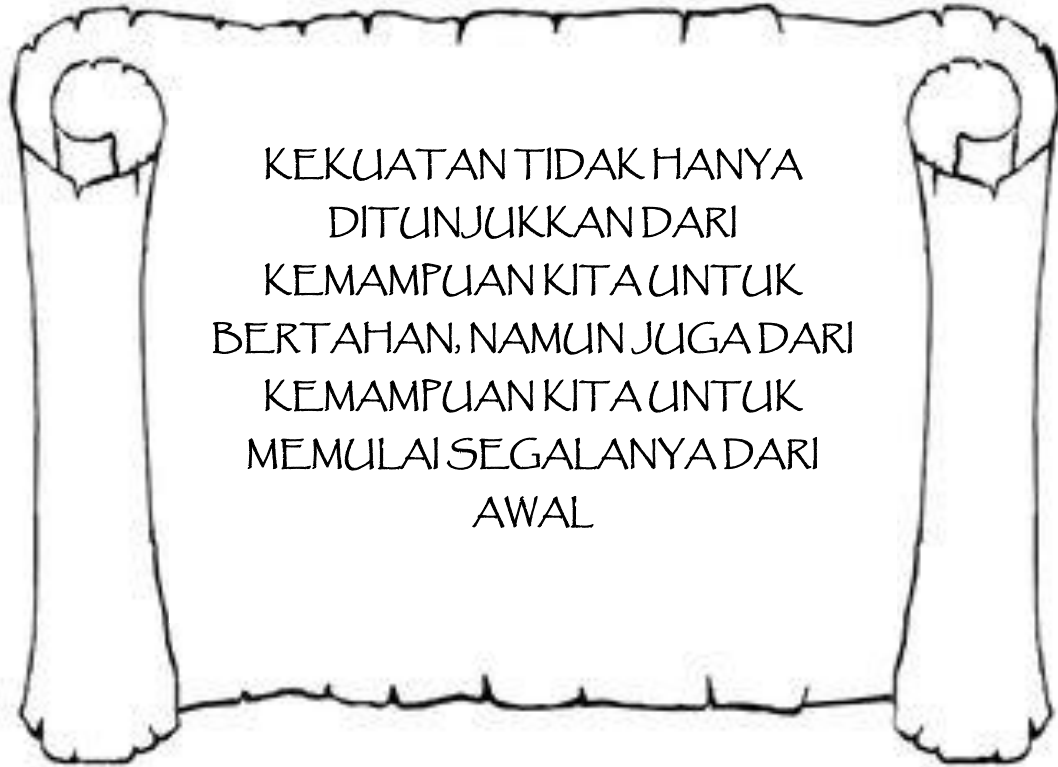 KEKUATAN TIDAK HANYA
DITUNJUKKAN DARI
KEMAMPUAN KITA UNTUK
BERTAHAN, NAMUN JUGA DARI
KEMAMPUAN KITA UNTUK
MEMULAI SEGALANYA DARI
AWAL